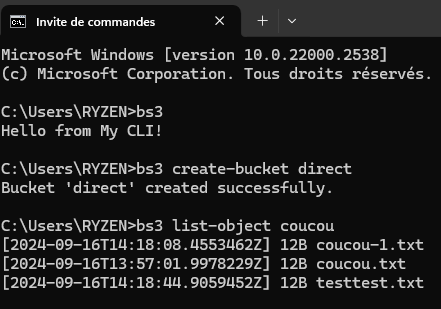 Invite de commandes
Microsoft Windows [version 10.0.22000.2538]
(c) Microsoft Corporation. Tous droits réservés.
C:\Users\RYZEN>bs3
Hello from My CLI!
C:\Users\RYZEN>bs3 create-bucket direct
Bucket 'direct' created successfully.
C:\Users\RYZEN>bs3 list-object coucou
[2024-09-16T14:18:08.4553462Z] 12B coucou-1.txt
[2024-09-16T13:57:01.9978229Z] 12B coucou.txt
[2024-09-16T14:18:44.9059452Z] 12B testtest.txt